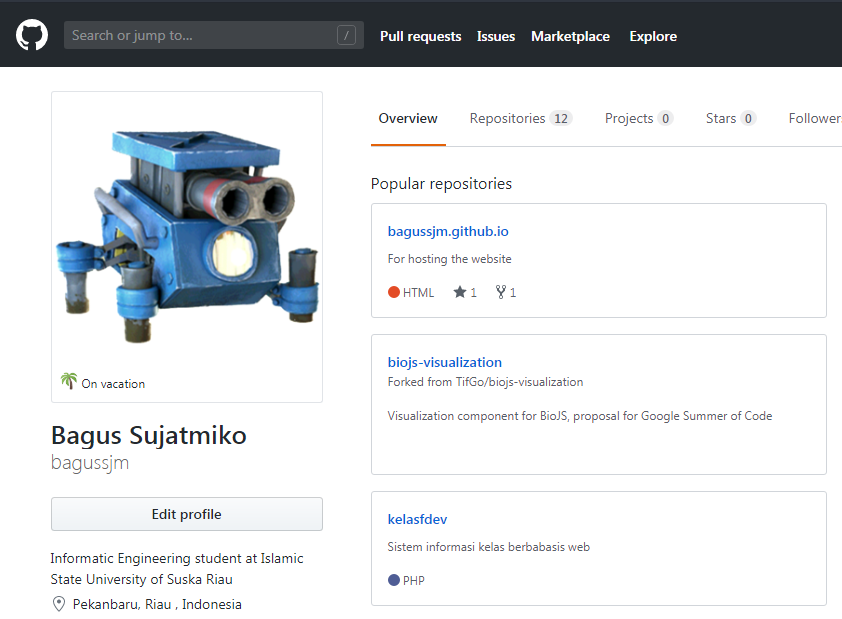 Search or jump to...
/
Pull requests
Issues
Marketplace
Explore
Overview
Repositories 12
Projects 0
Stars 0
Follower
On vacation
Bagus Sujatmiko
bagussjm
Edit profile
Informatic Engineering student at Islamic
State University of Suska Riau
Pekanbaru, Riau , Indonesia
Popular repositories
bagussjm.github.io
For hosting the website
HTML 1 1
biojs-visualization
Forked from TifGo/biojs-visualization
Visualization component for BioJS, proposal for Google Summer of Code
kelasfdev
Sistem informasi kelas berbabasis web
PHP